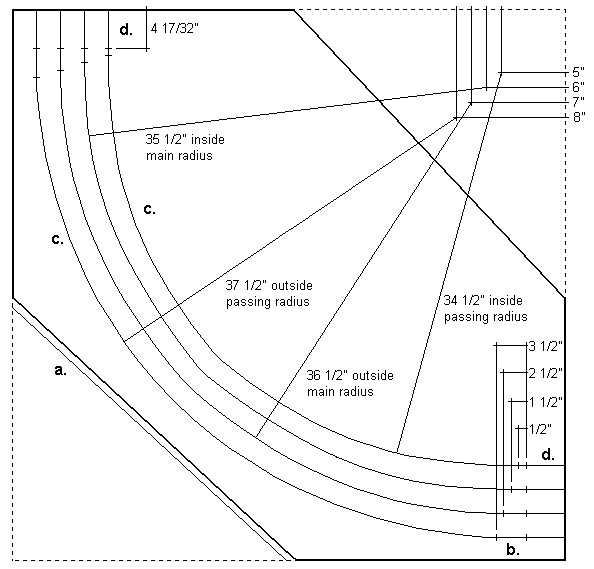 d.
4 17/32"
5"
6"
7"
8"
35 1/2" inside
main radius
c.
c.
37 1/2" outside
passing radius
34 1/2" inside
passing radius
36 1/2" outside
main radius
3 1/2"
2 1/2"
1 1/2"
1/2"
a.
d.
b.